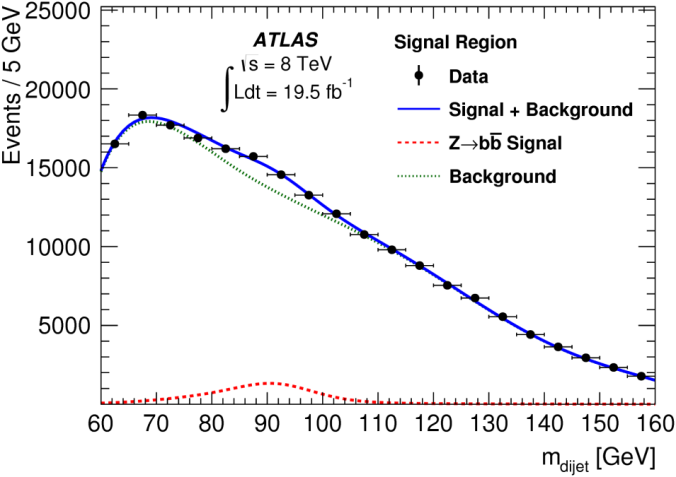 Events / 5 GeV
25000
20000
15000
10000
5000
ATLAS
√s = 8 TeV
∫ Ldt = 19.5 fb⁻¹
Signal Region
Data
Signal + Background
Z→bb̅ Signal
Background
60 70 80 90 100 110 120 130 140 150 160
m_dijet [GeV]